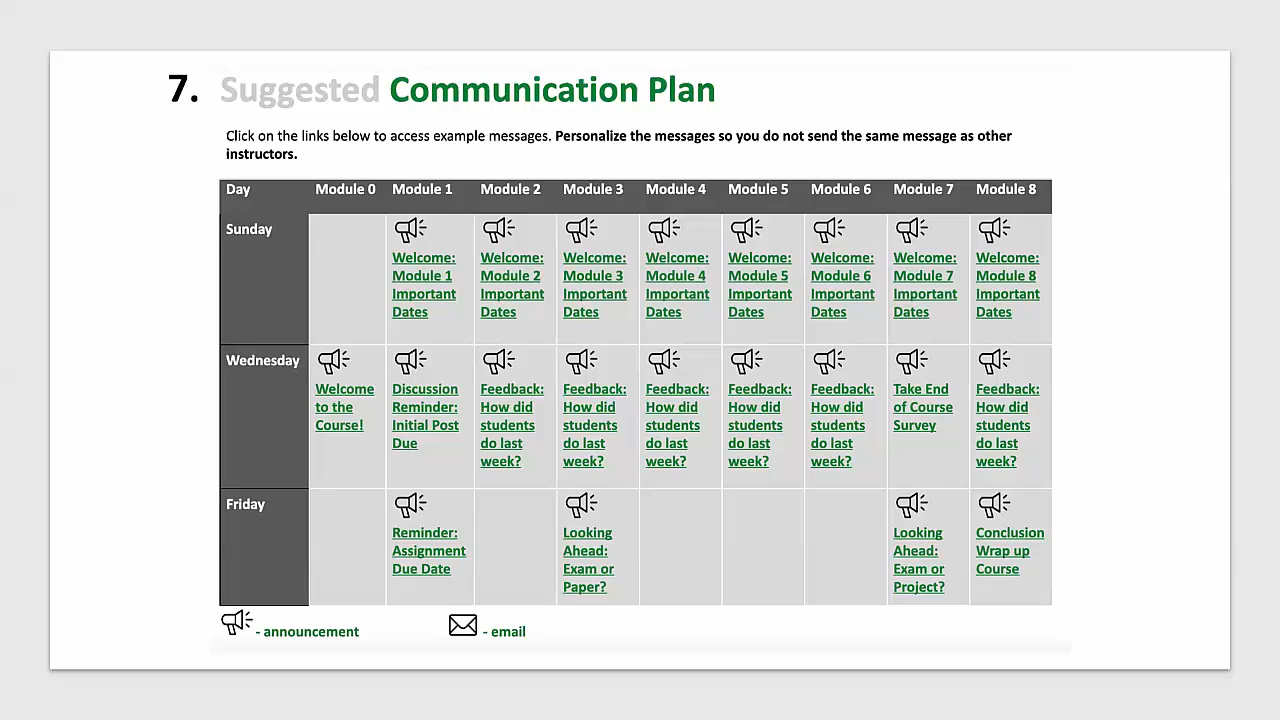 7. Suggested Communication Plan
Click on the links below to access example messages. Personalize the messages so you do not send the same message as other
instructors.
Day Module 0 Module 1 Module 2 Module 3 Module 4 Module 5 Module 6 Module 7 Module 8
Sunday
Welcome:
Module 1
Important
Dates
Welcome:
Module 2
Important
Dates
Welcome:
Module 3
Important
Dates
Welcome:
Module 4
Important
Dates
Welcome:
Module 5
Important
Dates
Welcome:
Module 6
Important
Dates
Welcome:
Module 7
Important
Dates
Welcome:
Module 8
Important
Dates
Wednesday
Welcome
to the
Course!
Discussion
Reminder:
Initial Post
Due
Feedback:
How did
students
do last
week?
Feedback:
How did
students
do last
week?
Feedback:
How did
students
do last
week?
Feedback:
How did
students
do last
week?
Feedback:
How did
students
do last
week?
Take End
of Course
Survey
Feedback:
How did
students
do last
week?
Friday
Reminder:
Assignment
Due Date
Looking
Ahead:
Exam or
Paper?
Looking
Ahead:
Exam or
Project?
Conclusion
Wrap up
Course
- announcement
- email